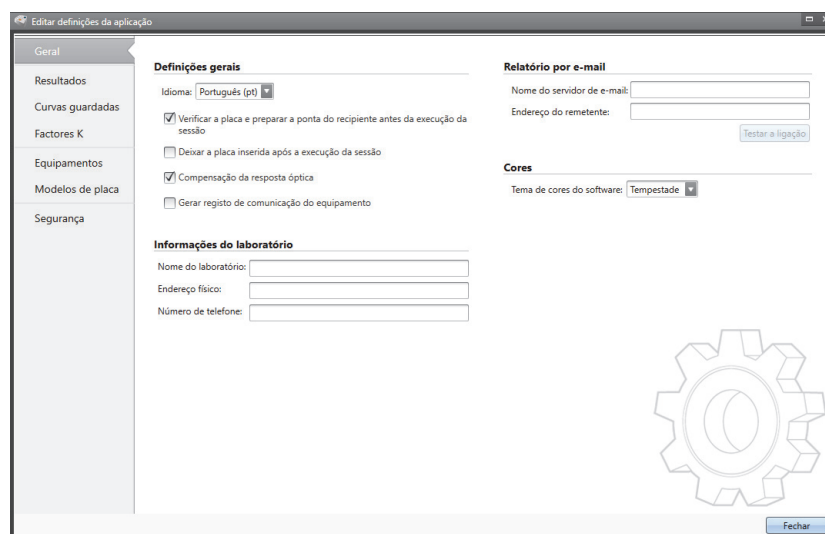 Editar definições da aplicação
Geral
Resultados
Curvas guardadas
Factores K
Equipamentos
Modelos de placa
Segurança
Definições gerais
Idioma: Português (pt)
Verificar a placa e preparar a ponta do recipiente antes da execução da
sessão
Deixar a placa inserida após a execução da sessão
Compensação da resposta óptica
Gerar registo de comunicação do equipamento
Informações do laboratório
Nome do laboratório:
Endereço físico:
Número de telefone:
Relatório por e-mail
Nome do servidor de e-mail:
Endereço do remetente:
Testar a ligação
Cores
Tema de cores do software: Tempestade
Fechar